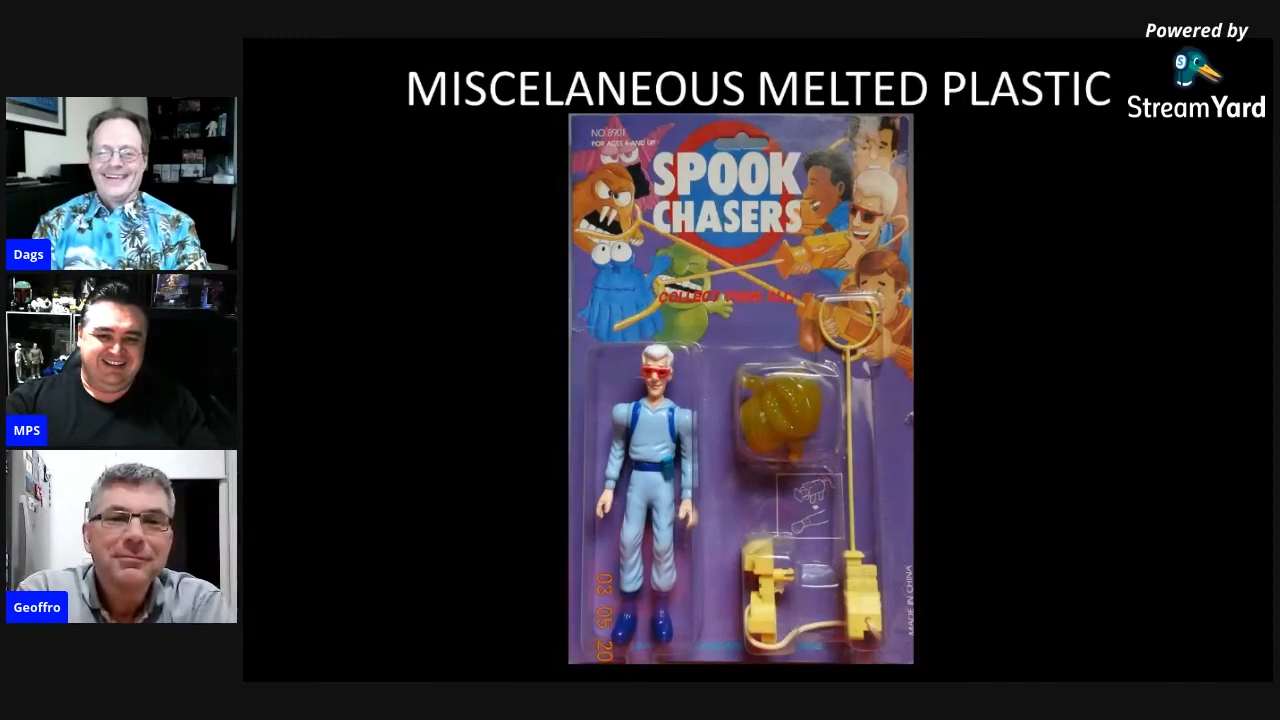 Powered by
StreamYard
MISCELANEOUS MELTED PLASTIC
NO.8901
FOR AGES 4 AND UP
SPOOK
CHASERS
COLLECT THEM ALL
MADE IN CHINA
03 05 20
Dags
MPS
Geoffro